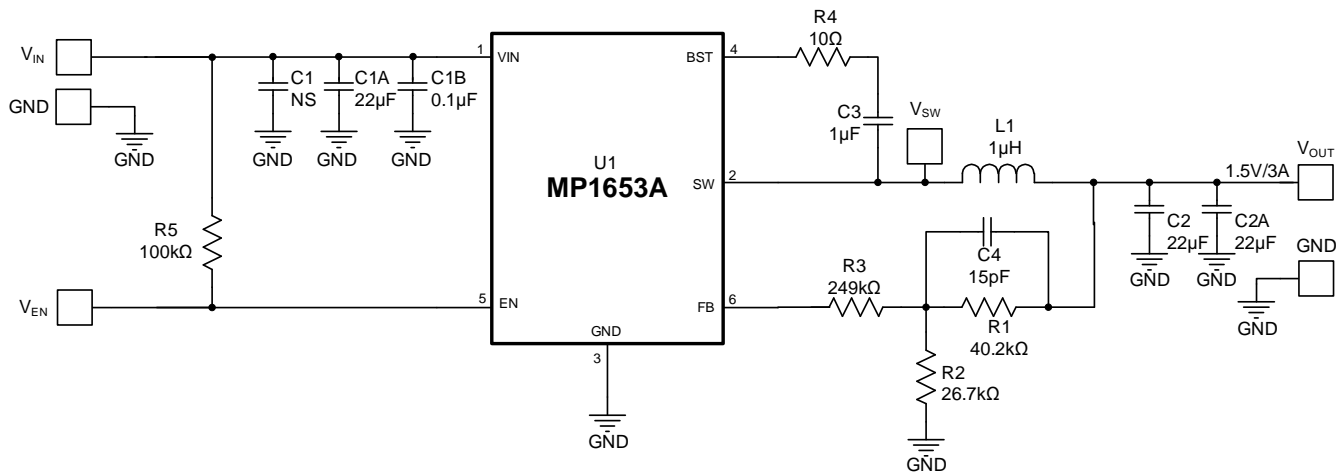 VIN
GND
GND
R5
100kΩ
VEN
C1
NS
GND
C1A
22µF
GND
C1B
0.1µF
GND
1
VIN
5
EN
U1
MP1653A
BST
4
SW
2
FB
6
GND
3
GND
R4
10Ω
C3
1µF
VSW
L1
1µH
C4
15pF
R3
249kΩ
R1
40.2kΩ
R2
26.7kΩ
GND
1.5V/3A
VOUT
C2
22µF
GND
C2A
22µF
GND
GND
GND